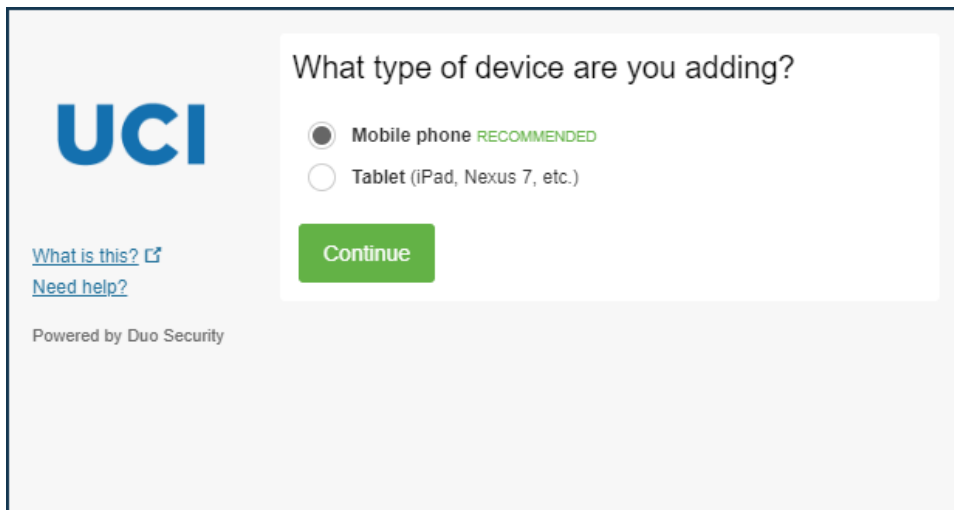 UCI
What is this?
Need help?
Powered by Duo Security
What type of device are you adding?
Mobile phone RECOMMENDED
Tablet (iPad, Nexus 7, etc.)
Continue